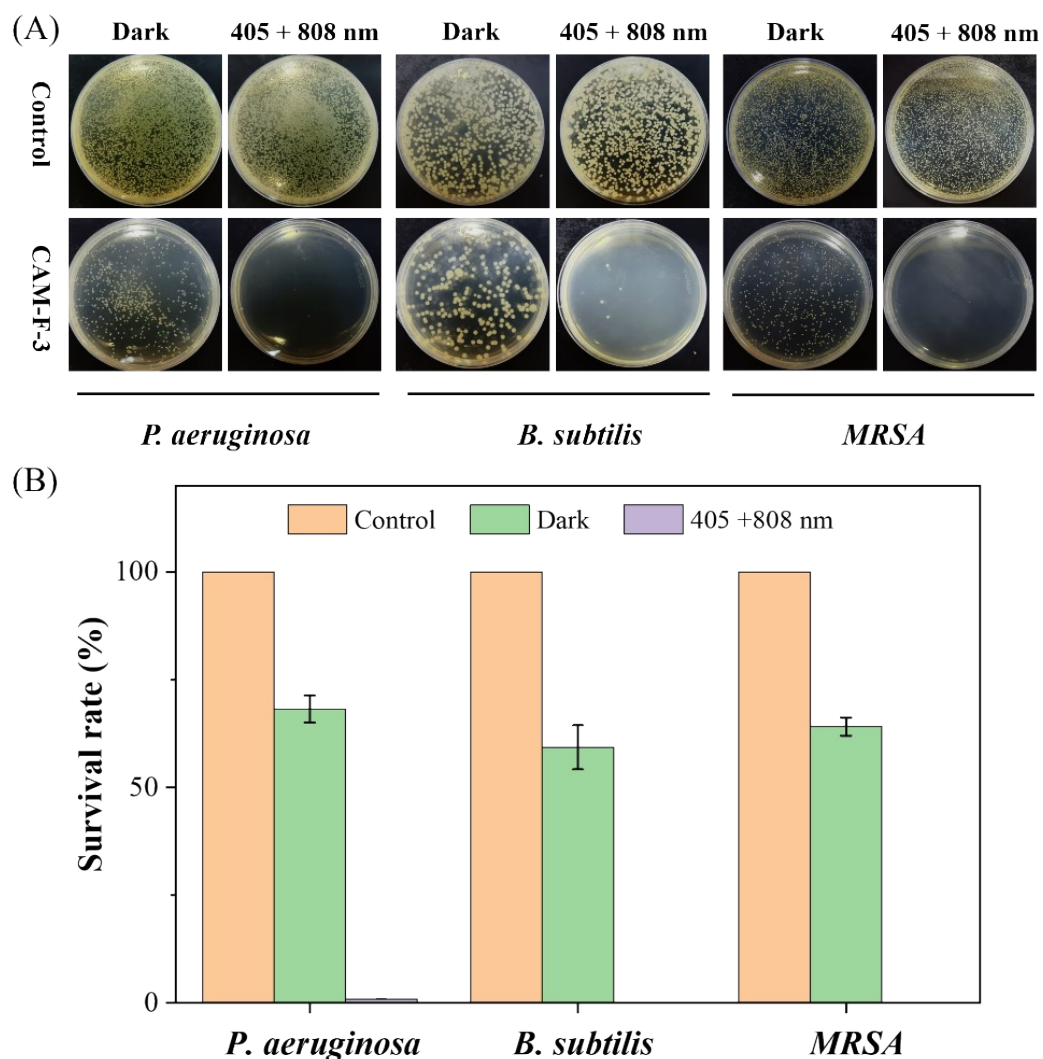 (A)
Dark 405 + 808 nm Dark 405 + 808 nm Dark 405 + 808 nm
Control
CAM-F-3
P. aeruginosa B. subtilis MRSA
(B)
Control Dark 405 +808 nm
100
50
0
Survival rate (%)
P. aeruginosa B. subtilis MRSA